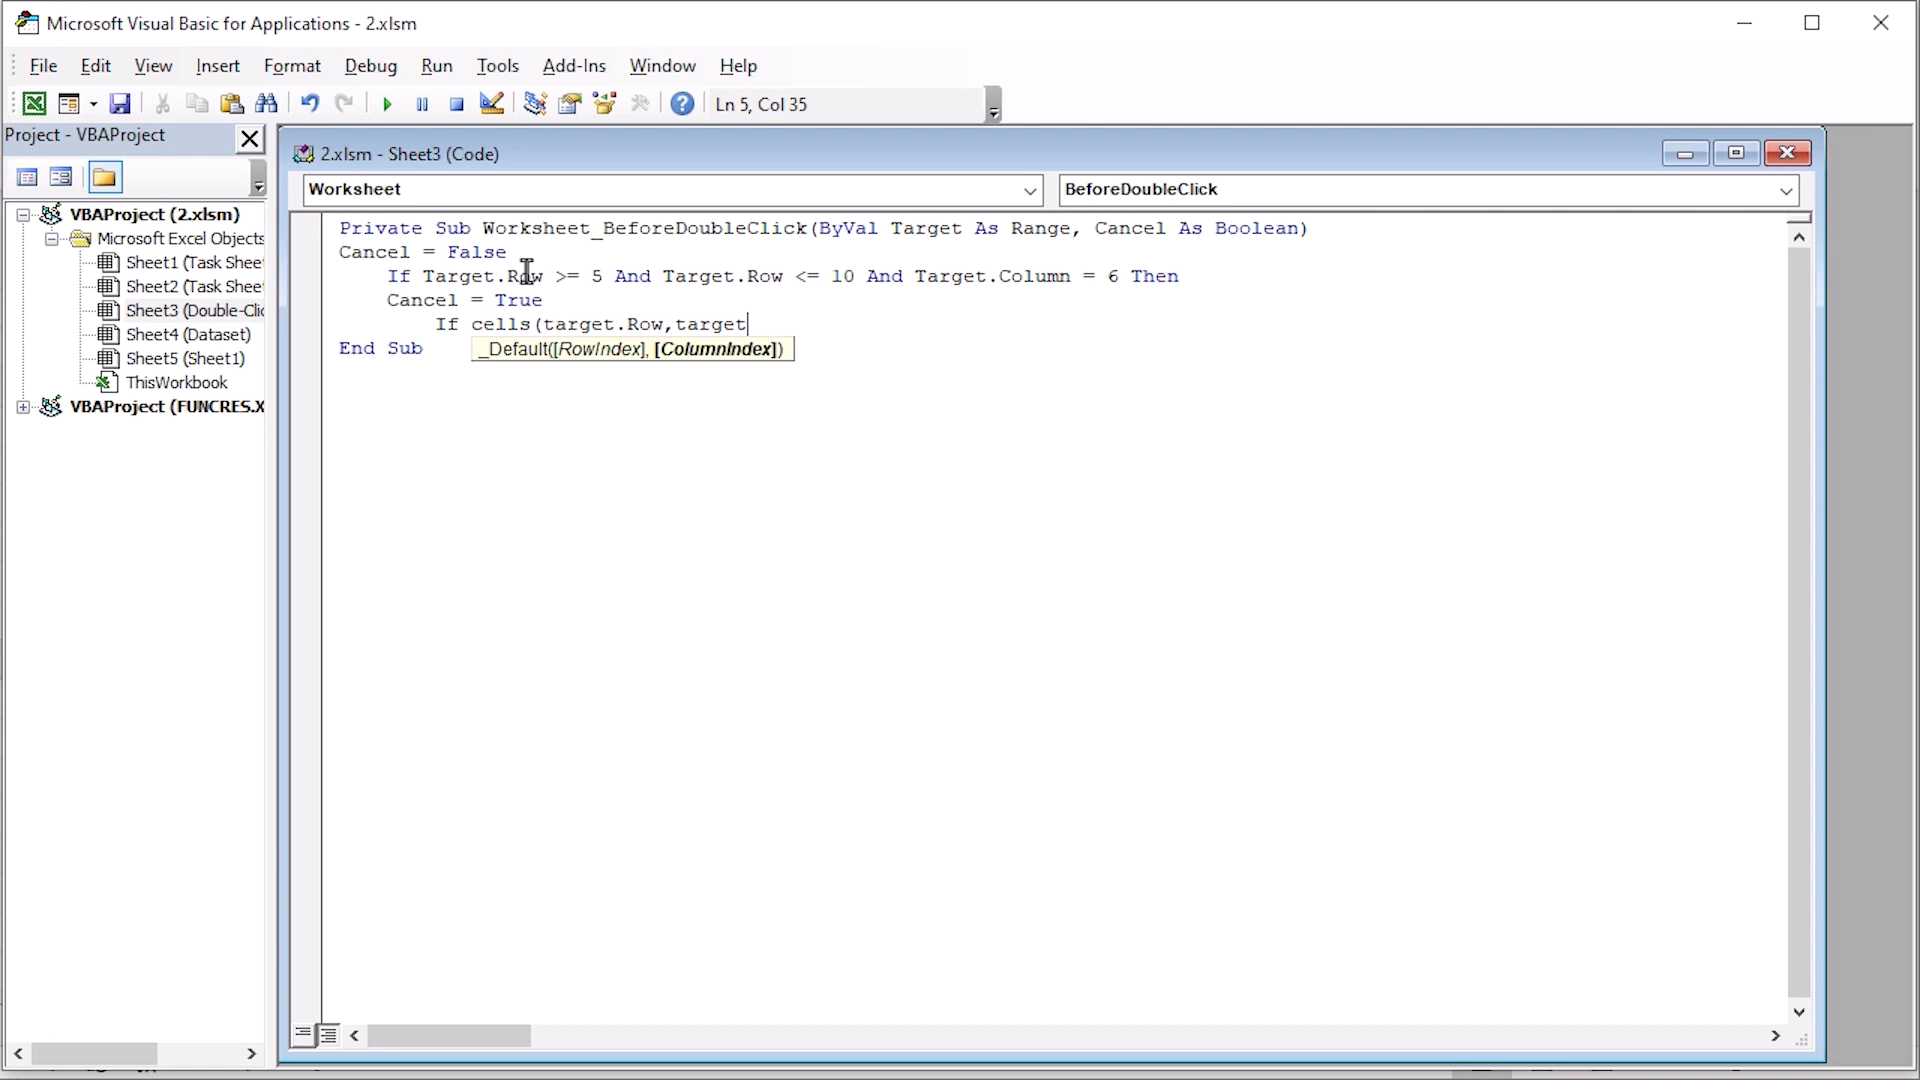 Microsoft Visual Basic for Applications - 2.xlsm
File Edit View Insert Format Debug Run Tools Add-Ins Window Help
Ln 5, Col 35
Project - VBAProject
VBAProject (2.xlsm)
Microsoft Excel Objects
Sheet1 (Task Shee
Sheet2 (Task Shee
Sheet3 (Double-Clic
Sheet4 (Dataset)
Sheet5 (Sheet1)
ThisWorkbook
VBAProject (FUNCRES.X
2.xlsm - Sheet3 (Code)
Worksheet BeforeDoubleClick
Private Sub Worksheet_BeforeDoubleClick(ByVal Target As Range, Cancel As Boolean)
Cancel = False
If Target.Row >= 5 And Target.Row <= 10 And Target.Column = 6 Then
Cancel = True
If cells(target.Row,target
End Sub
_Default([RowIndex], [ColumnIndex])